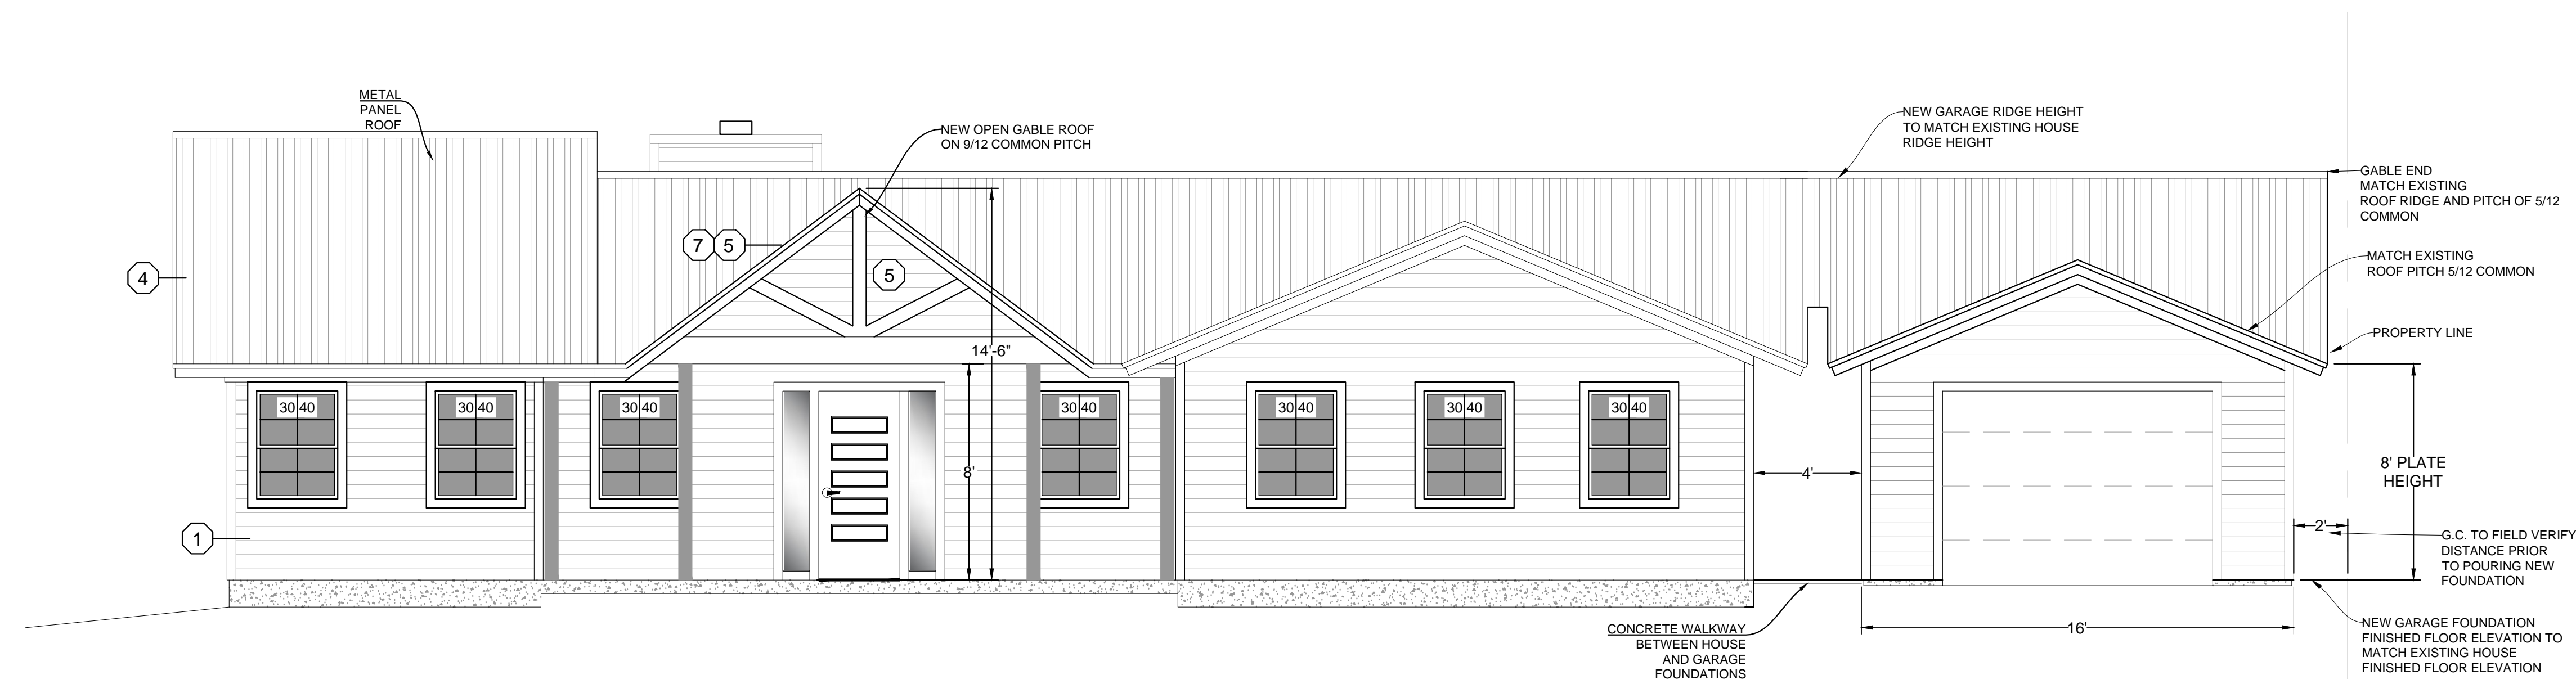 METAL
PANEL
ROOF
NEW OPEN GABLE ROOF
ON 9/12 COMMON PITCH
NEW GARAGE RIDGE HEIGHT
TO MATCH EXISTING HOUSE
RIDGE HEIGHT
GABLE END
MATCH EXISTING
ROOF RIDGE AND PITCH OF 5/12
COMMON
MATCH EXISTING
ROOF PITCH 5/12 COMMON
PROPERTY LINE
4
7 5
5
14'-6"
30 40
30 40
30 40
30 40
30 40
30 40
30 40
8'
4'
8' PLATE
HEIGHT
2'
1
G.C. TO FIELD VERIFY
DISTANCE PRIOR
TO POURING NEW
FOUNDATION
CONCRETE WALKWAY
BETWEEN HOUSE
AND GARAGE
FOUNDATIONS
16'
NEW GARAGE FOUNDATION
FINISHED FLOOR ELEVATION TO
MATCH EXISTING HOUSE
FINISHED FLOOR ELEVATION